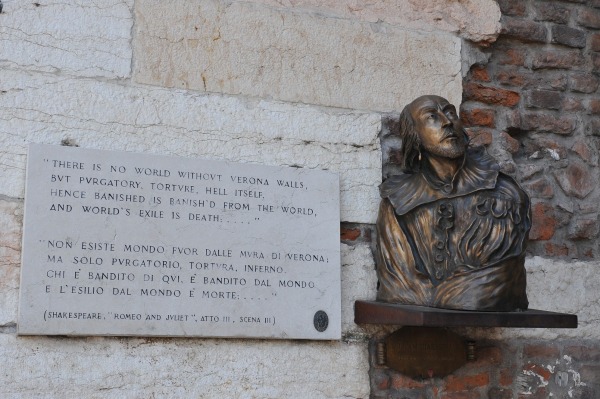 "THERE IS NO WORLD WITHOVT VERONA WALLS,
BVT PVRGATORY, TORTVRE, HELL ITSELF.
HENCE BANISHED IS BANISH'D FROM THE WORLD,
AND WORLD'S EXILE IS DEATH:....."
"NON ESISTE MONDO FVOR DALLE MVRA DI VERONA;
MA SOLO PVRGATORIO, TORTVRA, INFERNO.
CHI É BANDITO DI QVI, É BANDITO DAL MONDO
E L'ESILIO DAL MONDO É MORTE:....."
(SHAKESPEARE, "ROMEO AND JVLIET", ATTO III, SCENA III)